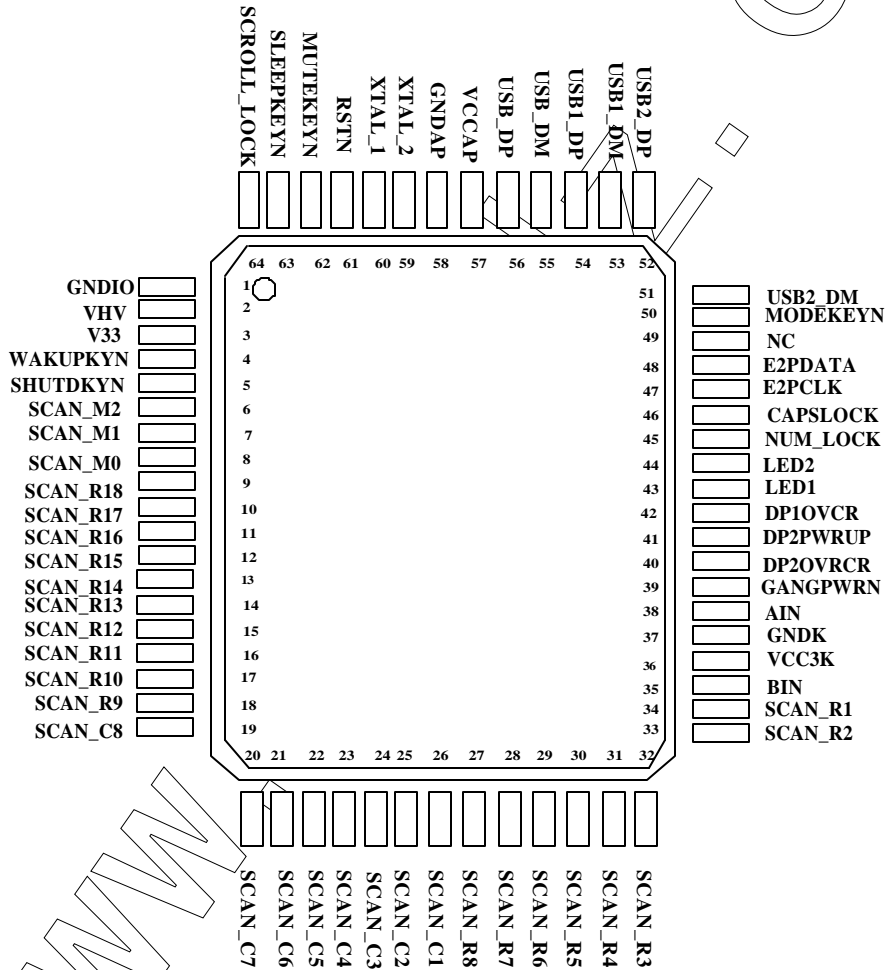 SCROLL_LOCK
SLEEPKEYN
MUTEKEYN
RSTN
XTAL_1
XTAL_2
GNDAP
VCCAP
USB_DP
USB_DM
USB1_DP
USB1_DM
USB2_DP
64 63 62 61 60 59 58 57 56 55 54 53 52
GNDIO 1
VHV 2
V33 3
WAKUPKYN 4
SHUTDKYN 5
SCAN_M2 6
SCAN_M1 7
SCAN_M0 8
SCAN_R18 9
SCAN_R17 10
SCAN_R16 11
SCAN_R15 12
SCAN_R14 13
SCAN_R13 14
SCAN_R12 15
SCAN_R11 16
SCAN_R10 17
SCAN_R9 18
SCAN_C8 19
51 USB2_DM
50 MODEKEYN
49 NC
48 E2PDATA
47 E2PCLK
46 CAPSLOCK
45 NUM_LOCK
44 LED2
43 LED1
42 DP1OVCR
41 DP2PWRUP
40 DP2OVRCR
39 GANGPWRN
38 AIN
37 GNDK
36 VCC3K
35 BIN
34 SCAN_R1
33 SCAN_R2
20 21 22 23 24 25 26 27 28 29 30 31 32
SCAN_C7
SCAN_C6
SCAN_C5
SCAN_C4
SCAN_C3
SCAN_C2
SCAN_C1
SCAN_R8
SCAN_R7
SCAN_R6
SCAN_R5
SCAN_R4
SCAN_R3